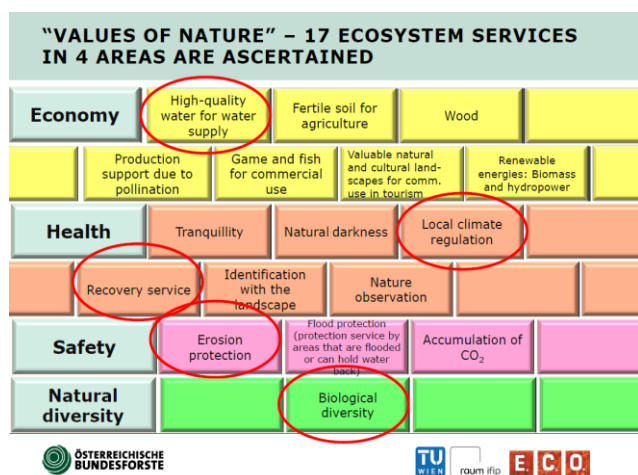 “VALUES OF NATURE” – 17 ECOSYSTEM SERVICES
IN 4 AREAS ARE ASCERTAINED
Economy
High-quality
water for water
supply
Fertile soil for
agriculture
Wood
Production
support due to
pollination
Game and fish
for commercial
use
Valuable natural
and cultural land-
scapes for comm.
use in tourism
Renewable
energies: Biomass
and hydropower
Health
Tranquillity
Natural darkness
Local climate
regulation
Recovery service
Identification
with the
landscape
Nature
observation
Safety
Erosion
protection
Flood protection
(protection service by
areas that are flooded
or can hold water
back)
Accumulation of
CO₂
Natural
diversity
Biological
diversity
ÖSTERREICHISCHE
BUNDESFORSTE
TU
WIEN
raum ifip
E.C.O.